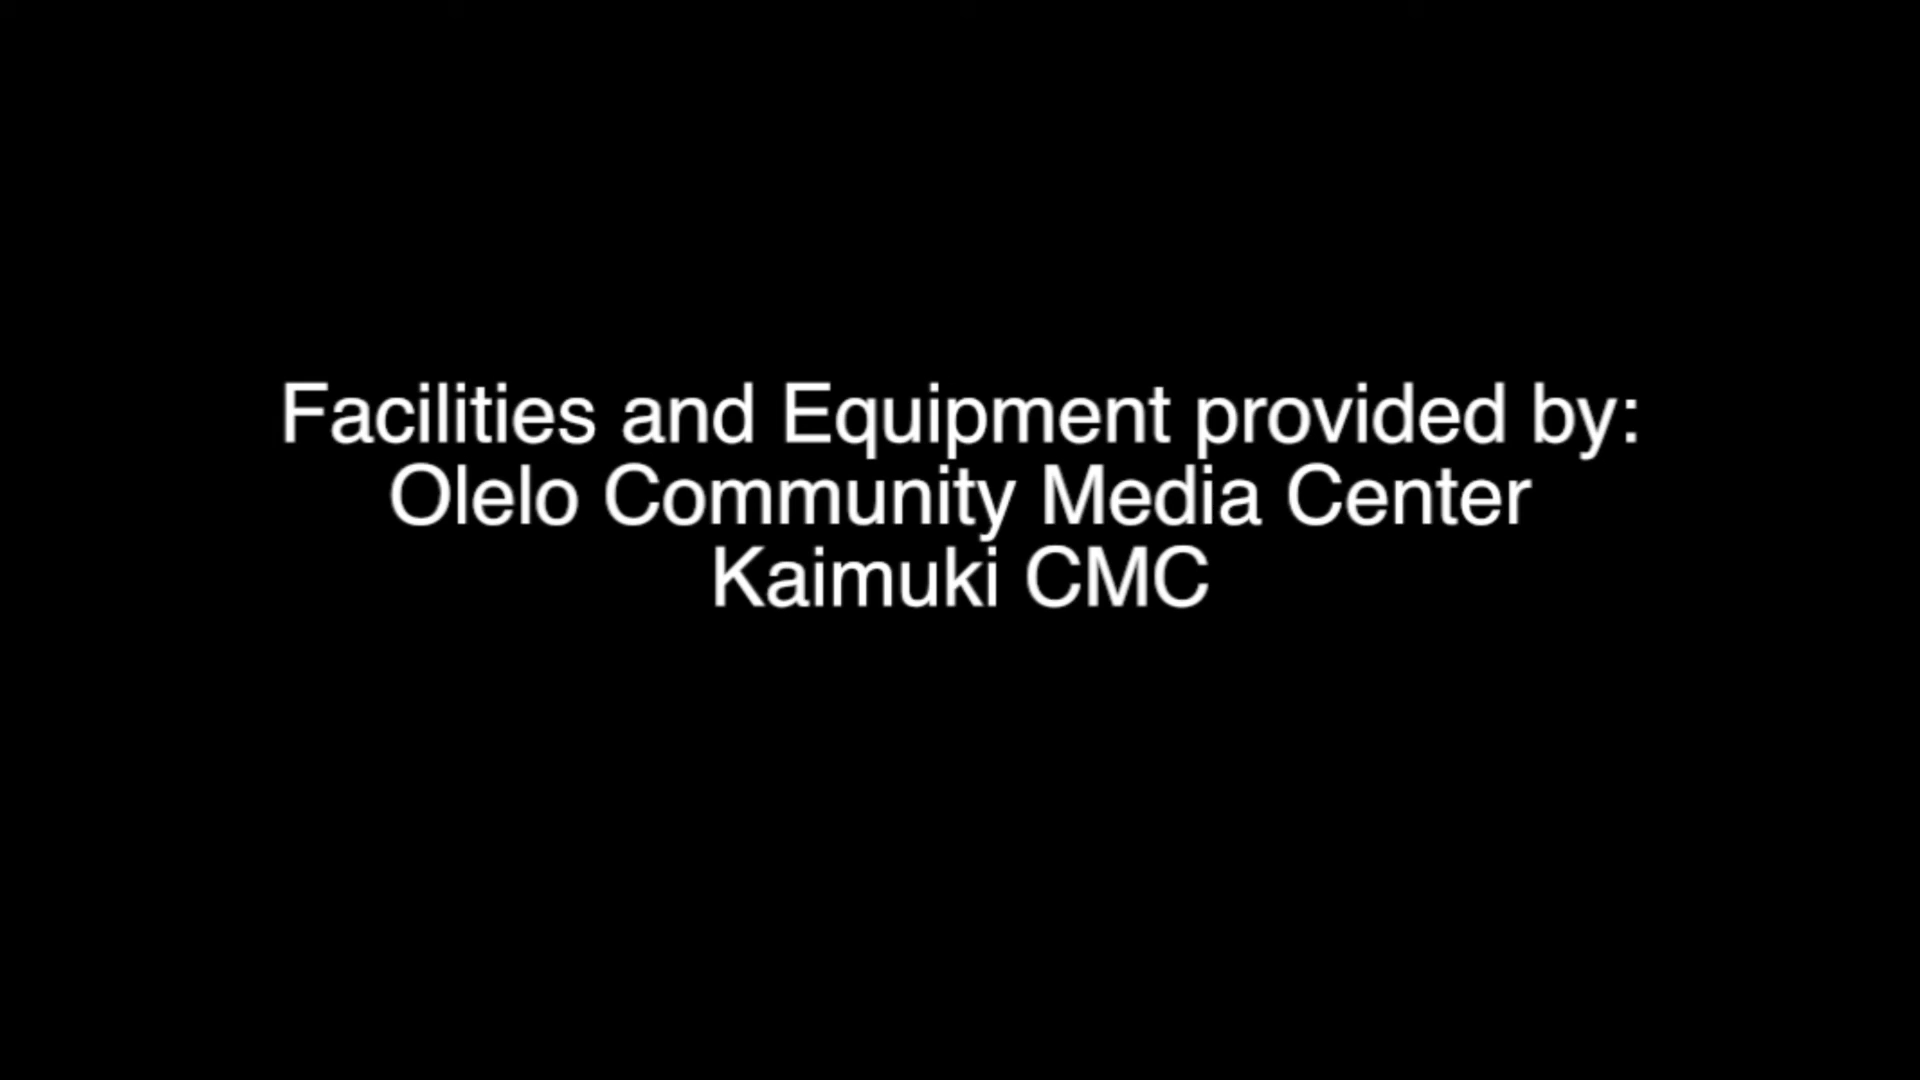 Facilities and Equipment provided by:
Olelo Community Media Center
Kaimuki CMC